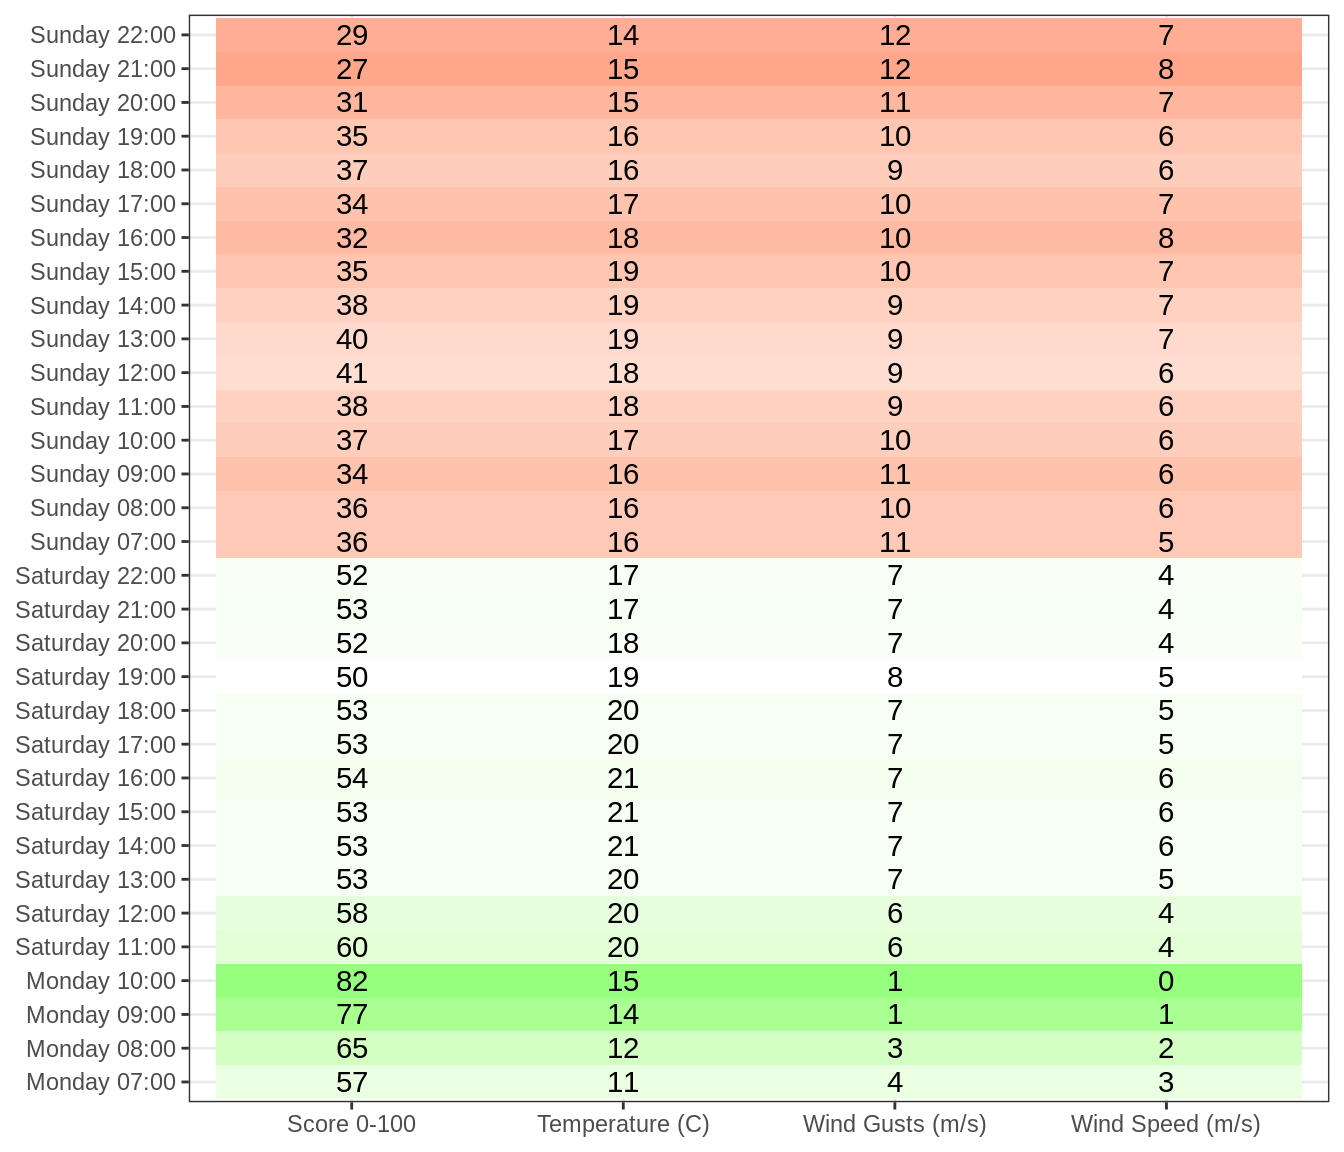 Sunday 22:00 29 14 12 7
Sunday 21:00 27 15 12 8
Sunday 20:00 31 15 11 7
Sunday 19:00 35 16 10 6
Sunday 18:00 37 16 9 6
Sunday 17:00 34 17 10 7
Sunday 16:00 32 18 10 8
Sunday 15:00 35 19 10 7
Sunday 14:00 38 19 9 7
Sunday 13:00 40 19 9 7
Sunday 12:00 41 18 9 6
Sunday 11:00 38 18 9 6
Sunday 10:00 37 17 10 6
Sunday 09:00 34 16 11 6
Sunday 08:00 36 16 10 6
Sunday 07:00 36 16 11 5
Saturday 22:00 52 17 7 4
Saturday 21:00 53 17 7 4
Saturday 20:00 52 18 7 4
Saturday 19:00 50 19 8 5
Saturday 18:00 53 20 7 5
Saturday 17:00 53 20 7 5
Saturday 16:00 54 21 7 6
Saturday 15:00 53 21 7 6
Saturday 14:00 53 21 7 6
Saturday 13:00 53 20 7 5
Saturday 12:00 58 20 6 4
Saturday 11:00 60 20 6 4
Monday 10:00 82 15 1 0
Monday 09:00 77 14 1 1
Monday 08:00 65 12 3 2
Monday 07:00 57 11 4 3
Score 0-100 Temperature (C) Wind Gusts (m/s) Wind Speed (m/s)